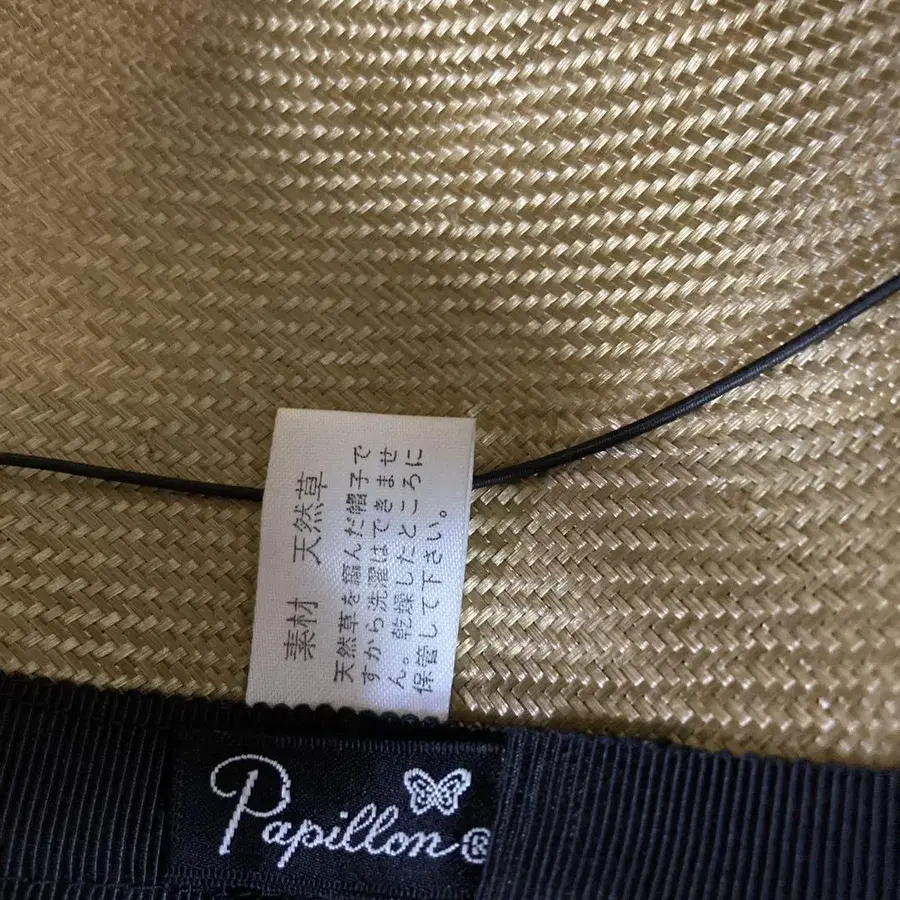 素材 天然草
天然草を編んだ帽子で
すから洗濯はできませ
ん。乾燥したところに
保管して下さい。
Papillon®